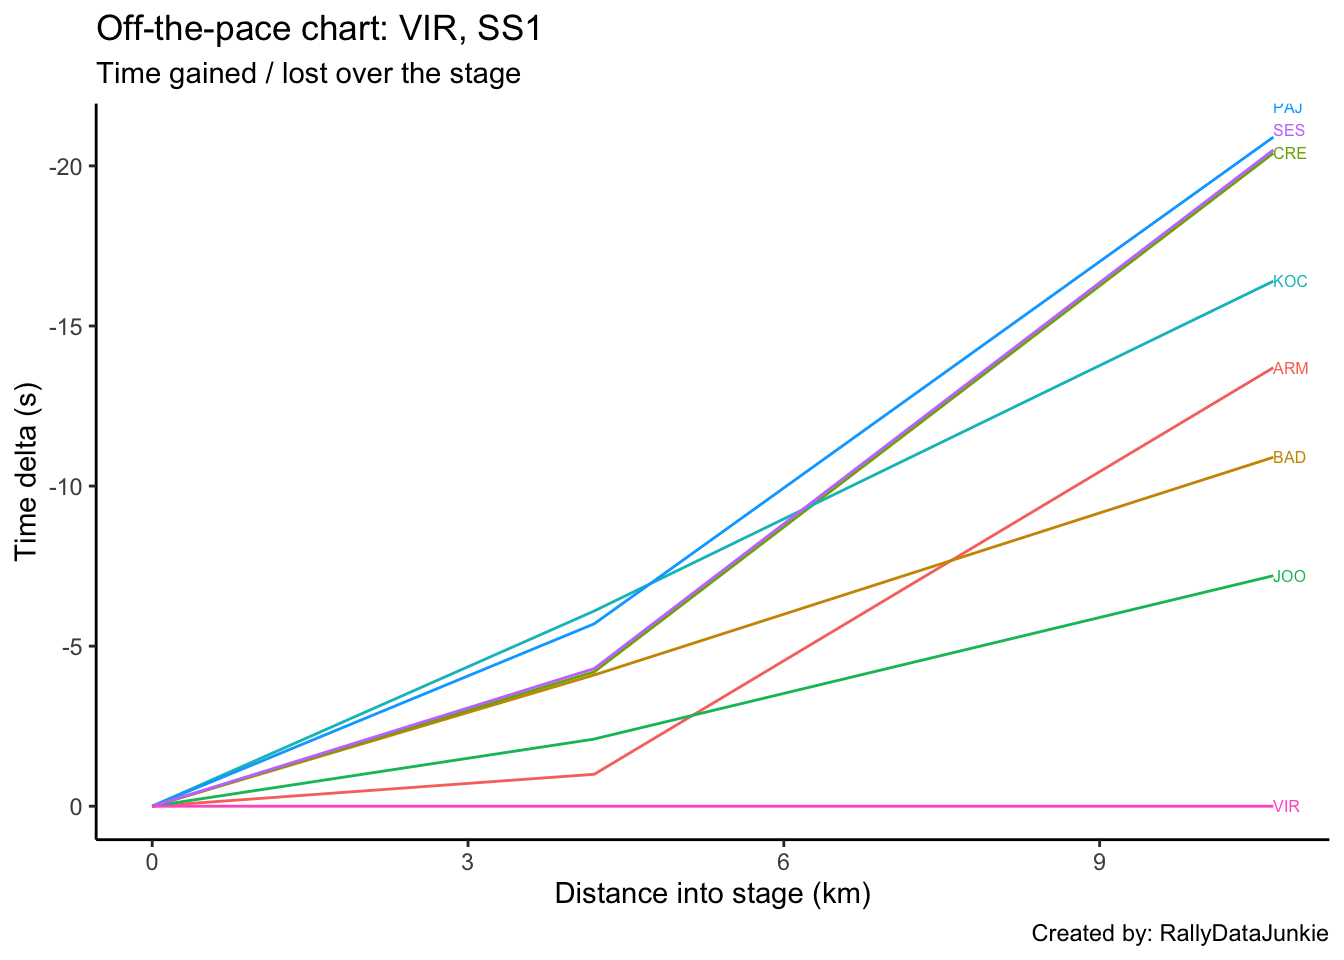 Off-the-pace chart: VIR, SS1
Time gained / lost over the stage
PAJ
SES
CRE
-20
KOC
-15
ARM
BAD
-10
JOO
-5
VIR
0
Time delta (s)
0 3 6 9
Distance into stage (km)
Created by: RallyDataJunkie